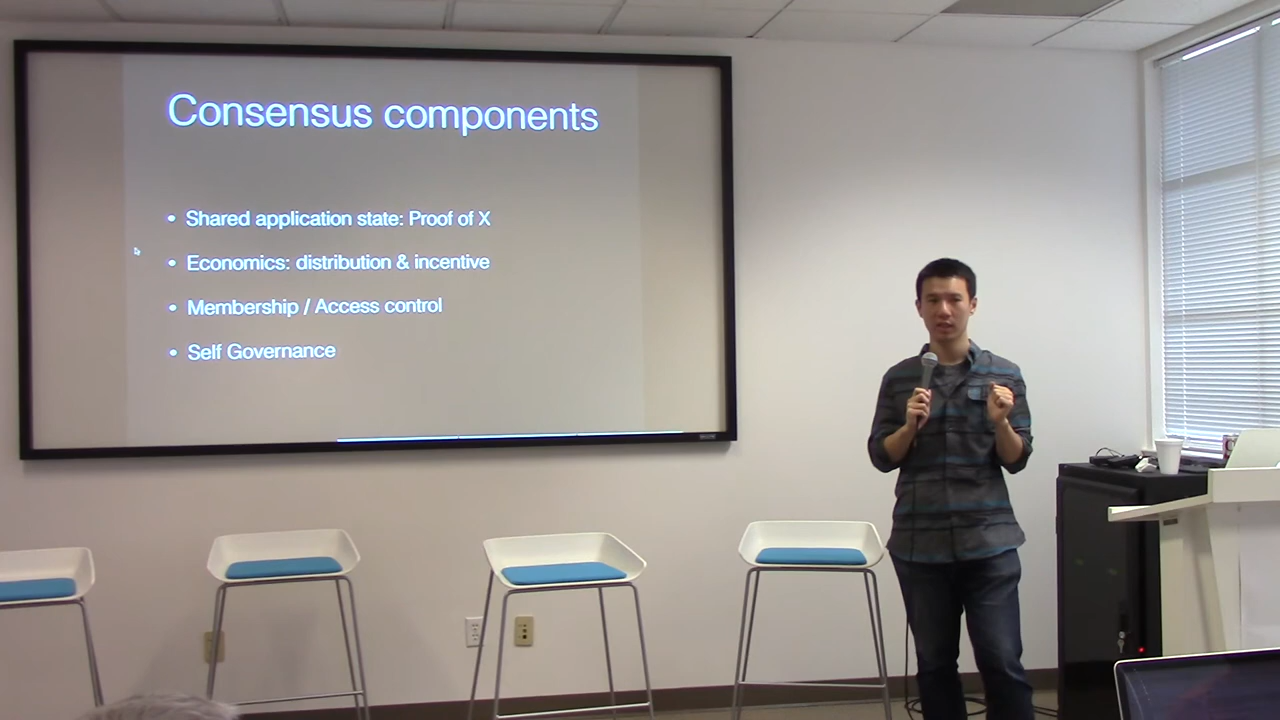 Consensus components
• Shared application state: Proof of X
• Economics: distribution & incentive
• Membership / Access control
• Self Governance